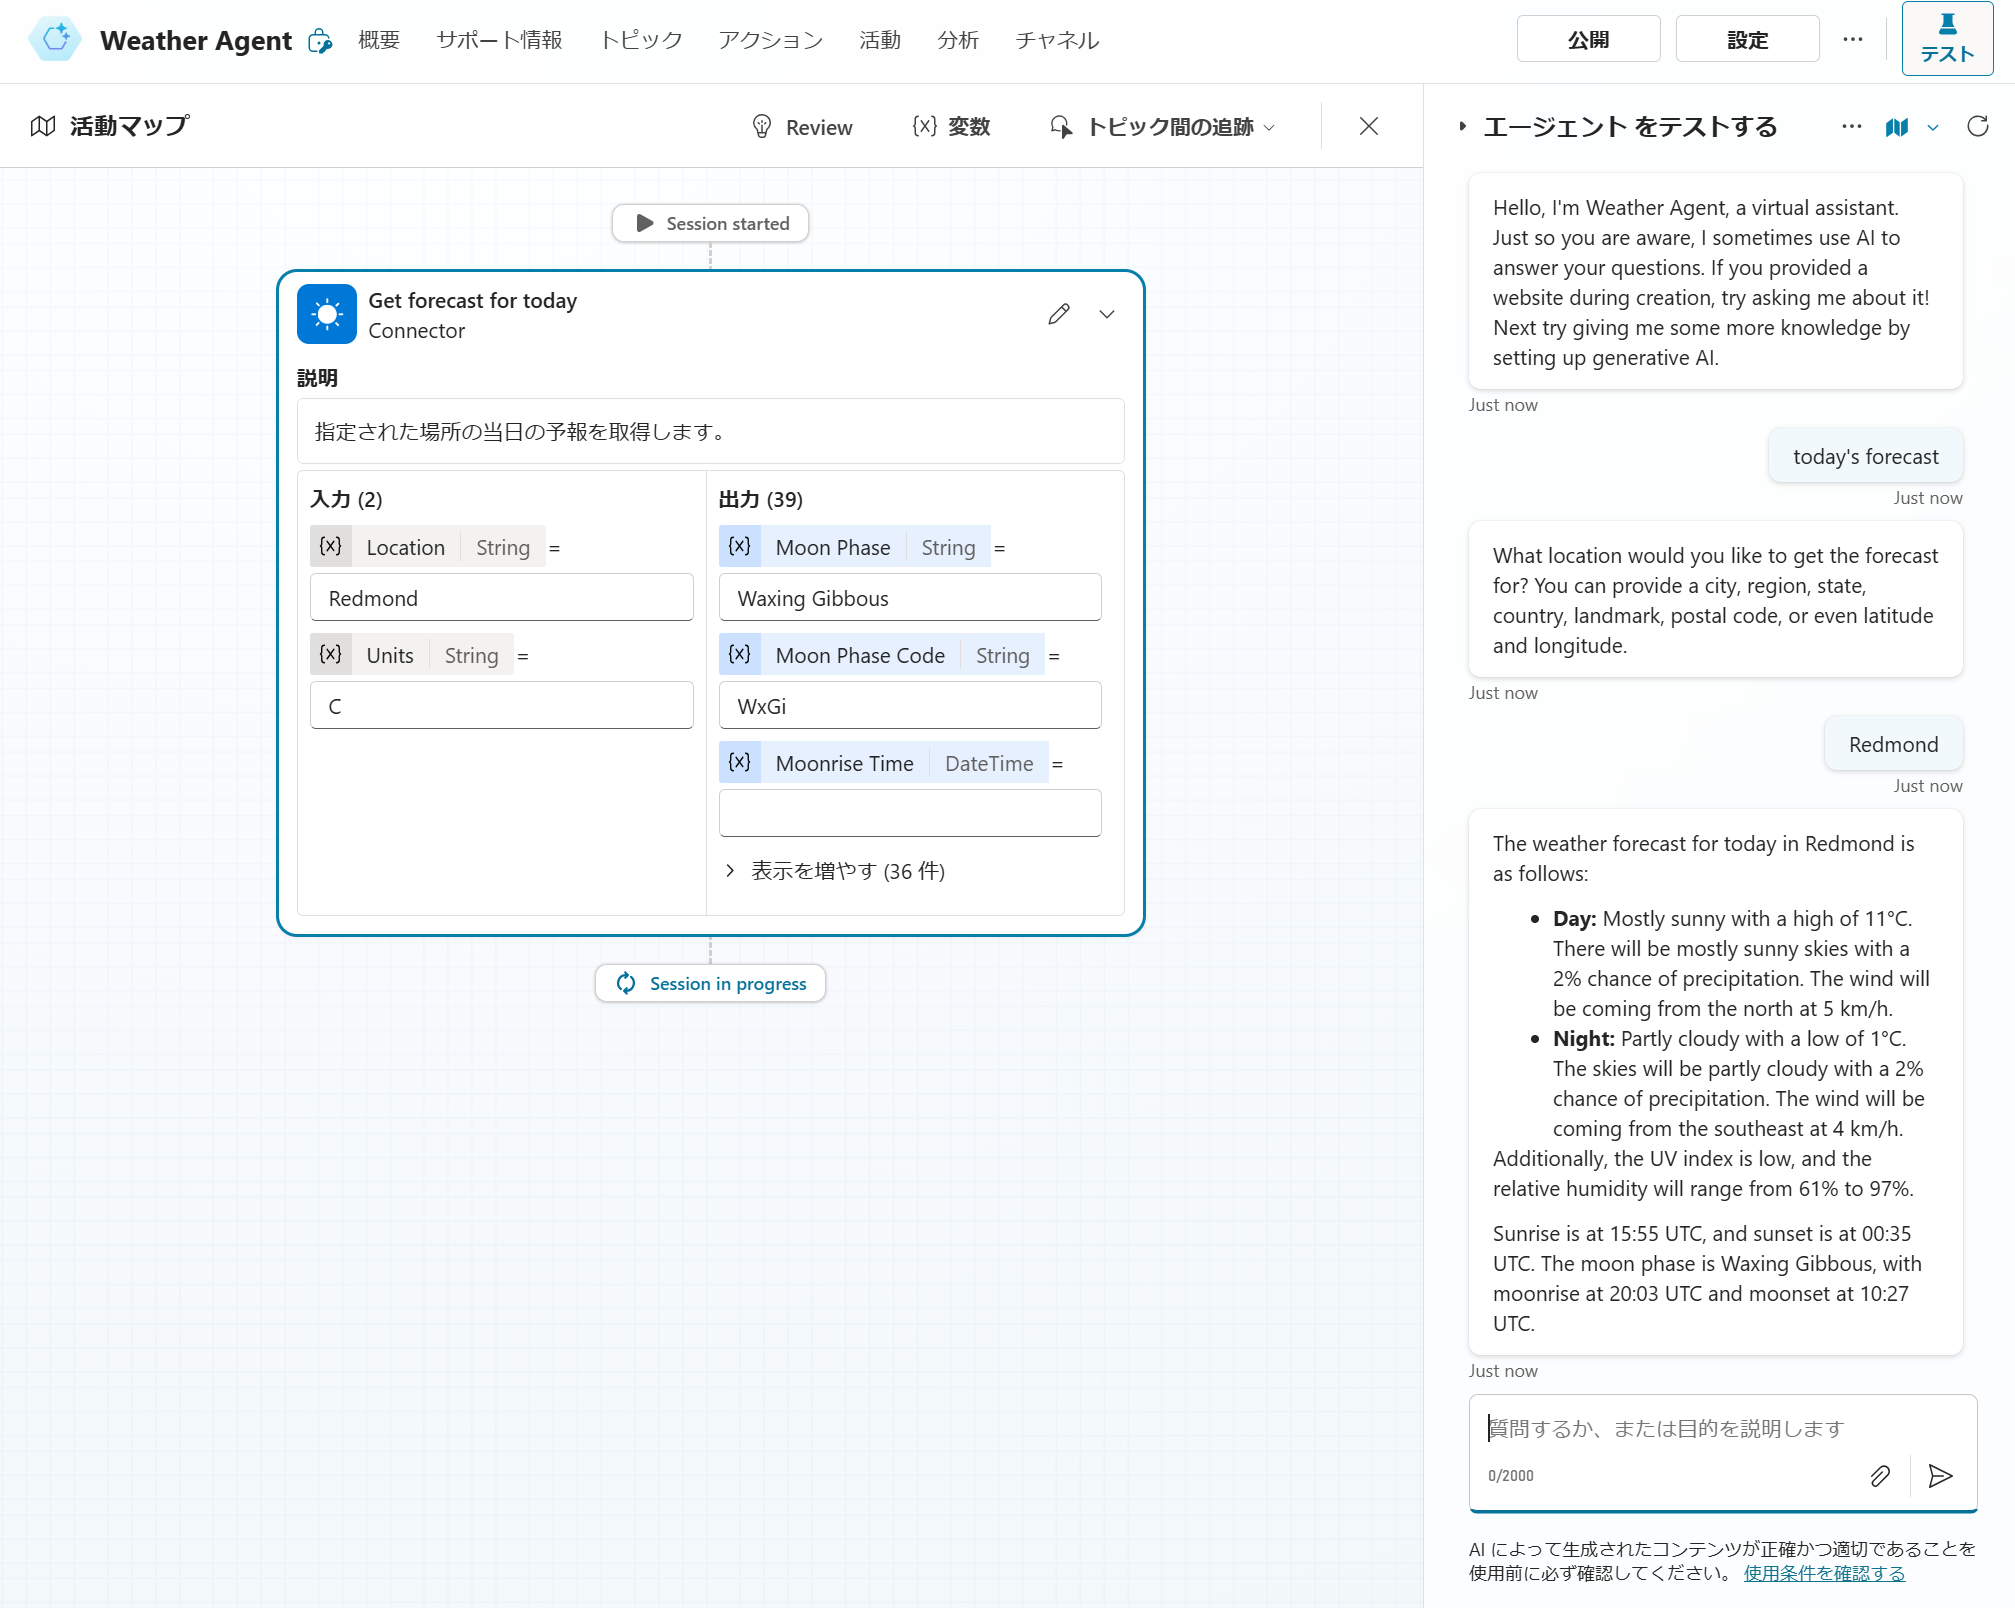 Weather Agent
概要
サポート情報
トピック
アクション
活動
分析
チャネル
公開
設定
テスト
活動マップ
Review
{x} 変数
トピック間の追跡
Session started
Get forecast for today
Connector
説明
指定された場所の当日の予報を取得します。
入力 (2)
{x} Location String =
Redmond
{x} Units String =
C
出力 (39)
{x} Moon Phase String =
Waxing Gibbous
{x} Moon Phase Code String =
WxGi
{x} Moonrise Time DateTime =
表示を増やす (36 件)
Session in progress
エージェント をテストする
Hello, I'm Weather Agent, a virtual assistant.
Just so you are aware, I sometimes use AI to
answer your questions. If you provided a
website during creation, try asking me about it!
Next try giving me some more knowledge by
setting up generative AI.
Just now
today's forecast
Just now
What location would you like to get the forecast
for? You can provide a city, region, state,
country, landmark, postal code, or even latitude
and longitude.
Just now
Redmond
Just now
The weather forecast for today in Redmond is
as follows:
• Day: Mostly sunny with a high of 11°C.
There will be mostly sunny skies with a
2% chance of precipitation. The wind will
be coming from the north at 5 km/h.
• Night: Partly cloudy with a low of 1°C.
The skies will be partly cloudy with a 2%
chance of precipitation. The wind will be
coming from the southeast at 4 km/h.
Additionally, the UV index is low, and the
relative humidity will range from 61% to 97%.
Sunrise is at 15:55 UTC, and sunset is at 00:35
UTC. The moon phase is Waxing Gibbous, with
moonrise at 20:03 UTC and moonset at 10:27
UTC.
Just now
質問するか、または目的を説明します
0/2000
AI によって生成されたコンテンツが正確かつ適切であることを
使用前に必ず確認してください。 使用条件を確認する